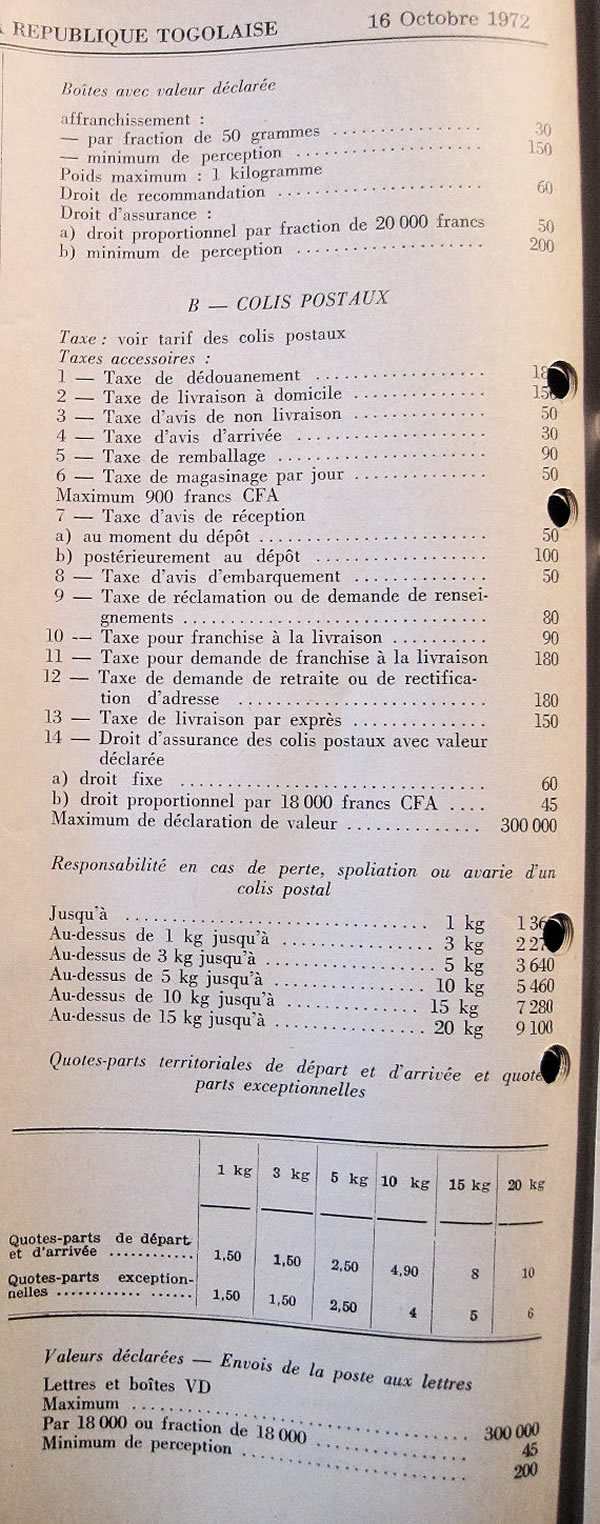 REPUBLIQUE TOGOLAISE 16 Octobre 1972
Boîtes avec valeur déclarée
affranchissement :
— par fraction de 50 grammes .................. 30
— minimum de perception .................. 150
Poids maximum : 1 kilogramme
Droit de recommandation .................. 60
Droit d'assurance :
a) droit proportionnel par fraction de 20 000 francs 50
b) minimum de perception .................. 200
B — COLIS POSTAUX
Taxe : voir tarif des colis postaux
Taxes accessoires :
1 — Taxe de dédouanement ..................
2 — Taxe de livraison à domicile ..................
3 — Taxe d'avis de non livraison .................. 50
4 — Taxe d'avis d'arrivée .................. 30
5 — Taxe de remballage .................. 90
6 — Taxe de magasinage par jour .................. 50
Maximum 900 francs CFA
7 — Taxe d'avis de réception
a) au moment du dépôt .................. 50
b) postérieurement au dépôt .................. 100
8 — Taxe d'avis d'embarquement .................. 50
9 — Taxe de réclamation ou de demande de rensei-
gnements .................. 80
10 — Taxe pour franchise à la livraison .......... 90
11 — Taxe pour demande de franchise à la livraison 180
12 — Taxe de demande de retraite ou de rectifica-
tion d'adresse .................. 180
13 — Taxe de livraison par exprès .............. 150
14 — Droit d'assurance des colis postaux avec valeur
déclarée
a) droit fixe .................. 60
b) droit proportionnel par 18 000 francs CFA .... 45
Maximum de déclaration de valeur .............. 300 000
Responsabilité en cas de perte, spoliation ou avarie d'un
colis postal
Jusqu'à .................. 1 kg
Au-dessus de 1 kg jusqu'à .................. 3 kg
Au-dessus de 3 kg jusqu'à .................. 5 kg 3 640
Au-dessus de 5 kg jusqu'à .................. 10 kg 5 460
Au-dessus de 10 kg jusqu'à .................. 15 kg 7 280
Au-dessus de 15 kg jusqu'à .................. 20 kg 9 100
Quotes-parts territoriales de départ et d'arrivée et quote
parts exceptionnelles
1 kg 3 kg 5 kg 10 kg 15 kg 20 kg
Quotes-parts de départ
et d'arrivée ............ 1,50 1,50 2,50 4,90 8 10
Quotes-parts exception-
nelles .................. 1,50 1,50 2,50 4 5 6
Valeurs déclarées — Envois de la poste aux lettres
Lettres et boîtes VD
Maximum .................. 300 000
Par 18 000 ou fraction de 18 000 .................. 45
Minimum de perception .................. 200